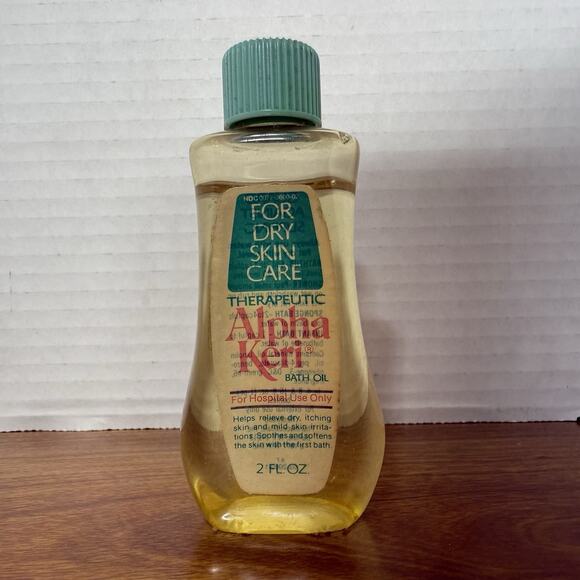 FOR
DRY
SKIN
CARE
THERAPEUTIC
Alpha
Keri®
BATH OIL
For Hospital Use Only
Helps relieve dry, itching
skin and mild skin irrita-
tions. Soothes and softens
the skin with the first bath.
2 FL. OZ.